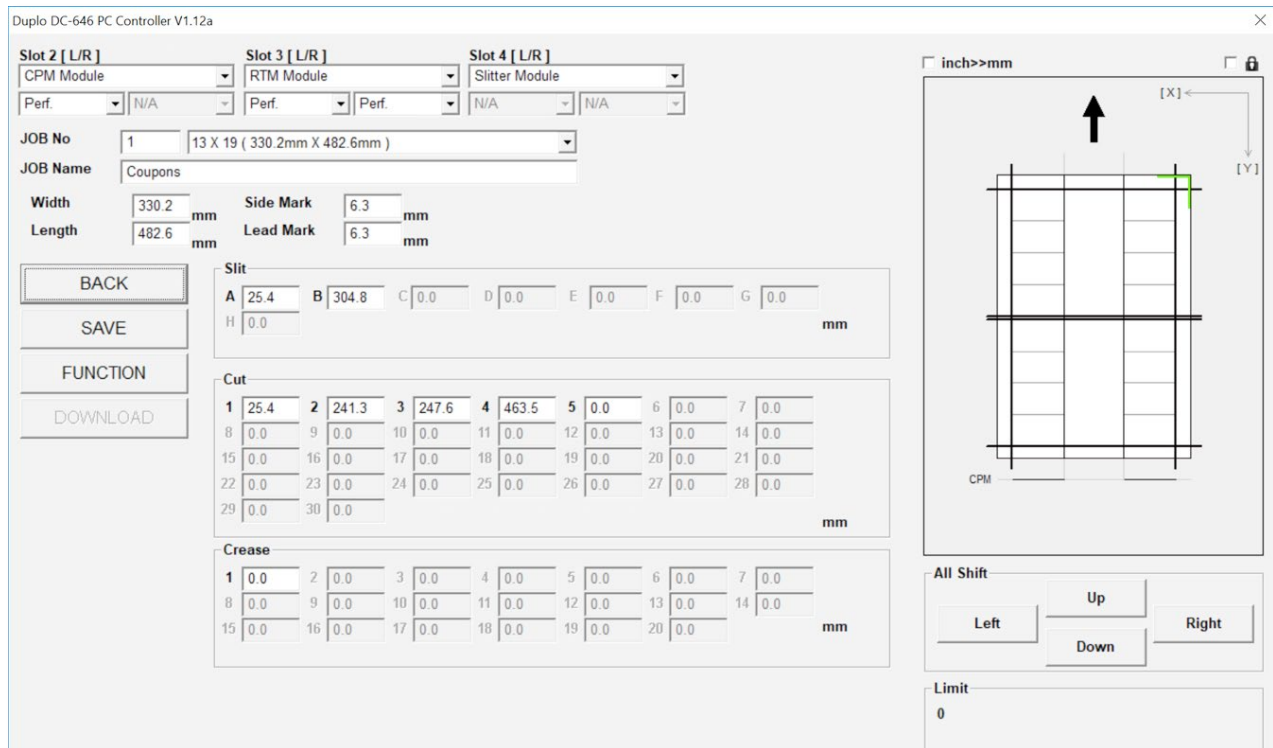 Duplo DC-646 PC Controller V1.12a
Slot 2 [ L/R ] Slot 3 [ L/R ] Slot 4 [ L/R ]
CPM Module RTM Module Slitter Module
Perf. N/A Perf. Perf. N/A N/A
JOB No 1 13 X 19 ( 330.2mm X 482.6mm )
JOB Name Coupons
Width 330.2 mm Side Mark 6.3 mm
Length 482.6 mm Lead Mark 6.3 mm
BACK
SAVE
FUNCTION
DOWNLOAD
Slit
A 25.4 B 304.8 C 0.0 D 0.0 E 0.0 F 0.0 G 0.0
H 0.0 mm
Cut
1 25.4 2 241.3 3 247.6 4 463.5 5 0.0 6 0.0 7 0.0
8 0.0 9 0.0 10 0.0 11 0.0 12 0.0 13 0.0 14 0.0
15 0.0 16 0.0 17 0.0 18 0.0 19 0.0 20 0.0 21 0.0
22 0.0 23 0.0 24 0.0 25 0.0 26 0.0 27 0.0 28 0.0
29 0.0 30 0.0
mm
Crease
1 0.0 2 0.0 3 0.0 4 0.0 5 0.0 6 0.0 7 0.0
8 0.0 9 0.0 10 0.0 11 0.0 12 0.0 13 0.0 14 0.0
15 0.0 16 0.0 17 0.0 18 0.0 19 0.0 20 0.0 mm
inch>>mm
[X]
[Y]
CPM
All Shift
Up
Left Right
Down
Limit
0